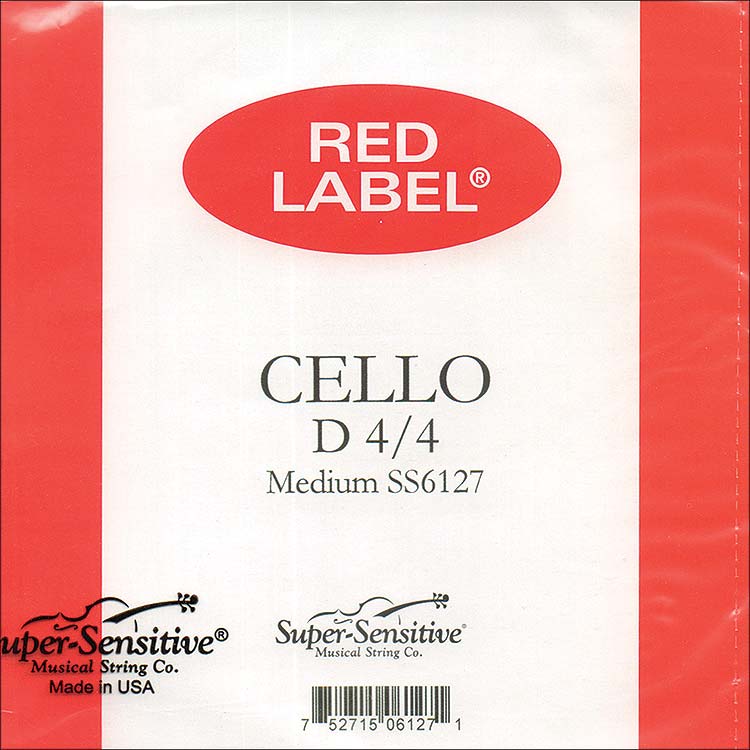 RED
LABEL®
CELLO
D 4/4
Medium SS6127
uper-Sensitive®
Musical String Co.
Made in USA
Super-Sensitive®
Musical String Co.
7 52715 06127 1